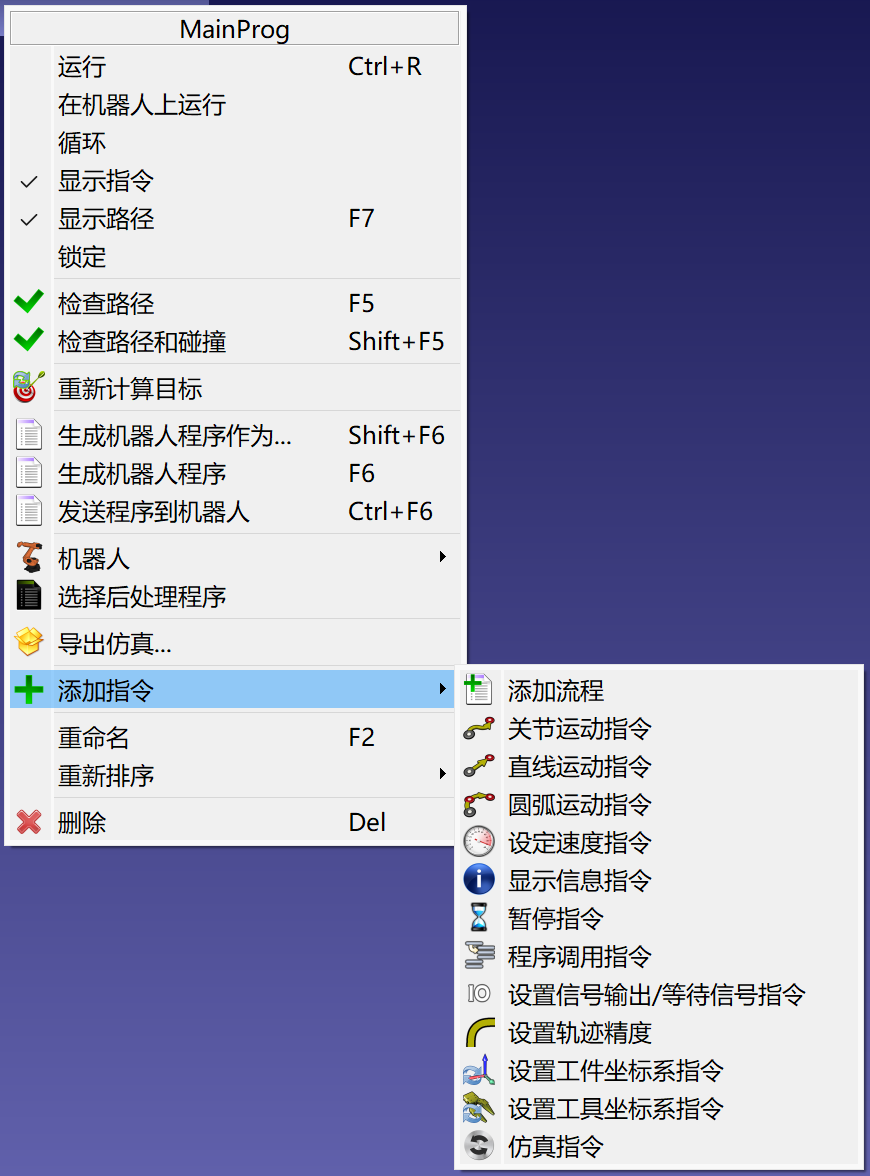 MainProg
运行 Ctrl+R
在机器人上运行
循环
显示指令
显示路径 F7
锁定
检查路径 F5
检查路径和碰撞 Shift+F5
重新计算目标
生成机器人程序作为... Shift+F6
生成机器人程序 F6
发送程序到机器人 Ctrl+F6
机器人
选择后处理程序
导出仿真...
添加指令
重命名 F2
重新排序
删除 Del
添加流程
关节运动指令
直线运动指令
圆弧运动指令
设定速度指令
显示信息指令
暂停指令
程序调用指令
IO 设置信号输出/等待信号指令
设置轨迹精度
设置工件坐标系指令
设置工具坐标系指令
仿真指令